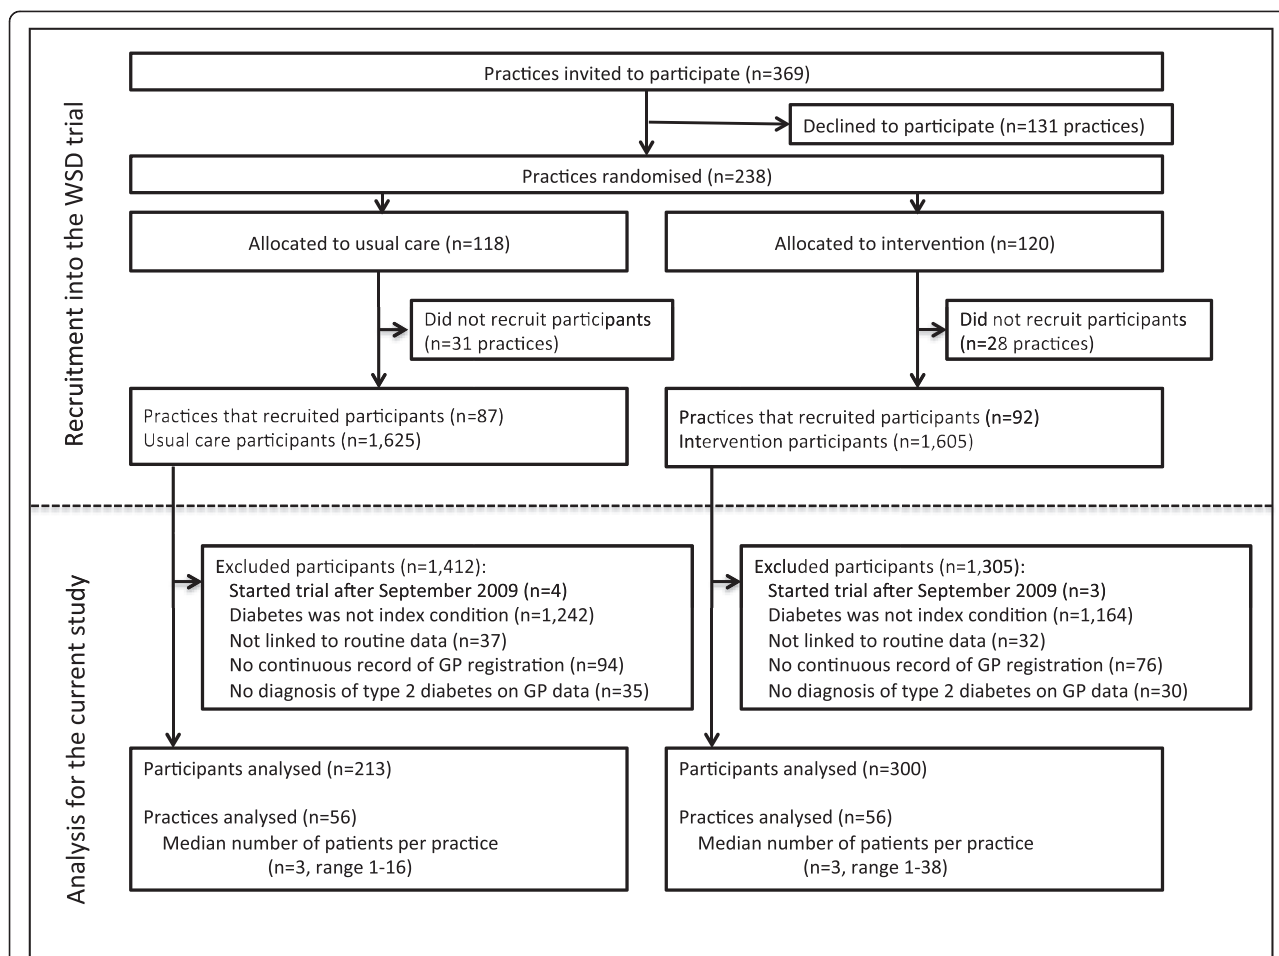 Recruitment into the WSD trial
Practices invited to participate (n=369)
Declined to participate (n=131 practices)
Practices randomised (n=238)
Allocated to usual care (n=118)
Allocated to intervention (n=120)
Did not recruit participants
(n=31 practices)
Did not recruit participants
(n=28 practices)
Practices that recruited participants (n=87)
Usual care participants (n=1,625)
Practices that recruited participants (n=92)
Intervention participants (n=1,605)
Analysis for the current study
Excluded participants (n=1,412):
Started trial after September 2009 (n=4)
Diabetes was not index condition (n=1,242)
Not linked to routine data (n=37)
No continuous record of GP registration (n=94)
No diagnosis of type 2 diabetes on GP data (n=35)
Excluded participants (n=1,305):
Started trial after September 2009 (n=3)
Diabetes was not index condition (n=1,164)
Not linked to routine data (n=32)
No continuous record of GP registration (n=76)
No diagnosis of type 2 diabetes on GP data (n=30)
Participants analysed (n=213)
Practices analysed (n=56)
Median number of patients per practice
(n=3, range 1-16)
Participants analysed (n=300)
Practices analysed (n=56)
Median number of patients per practice
(n=3, range 1-38)